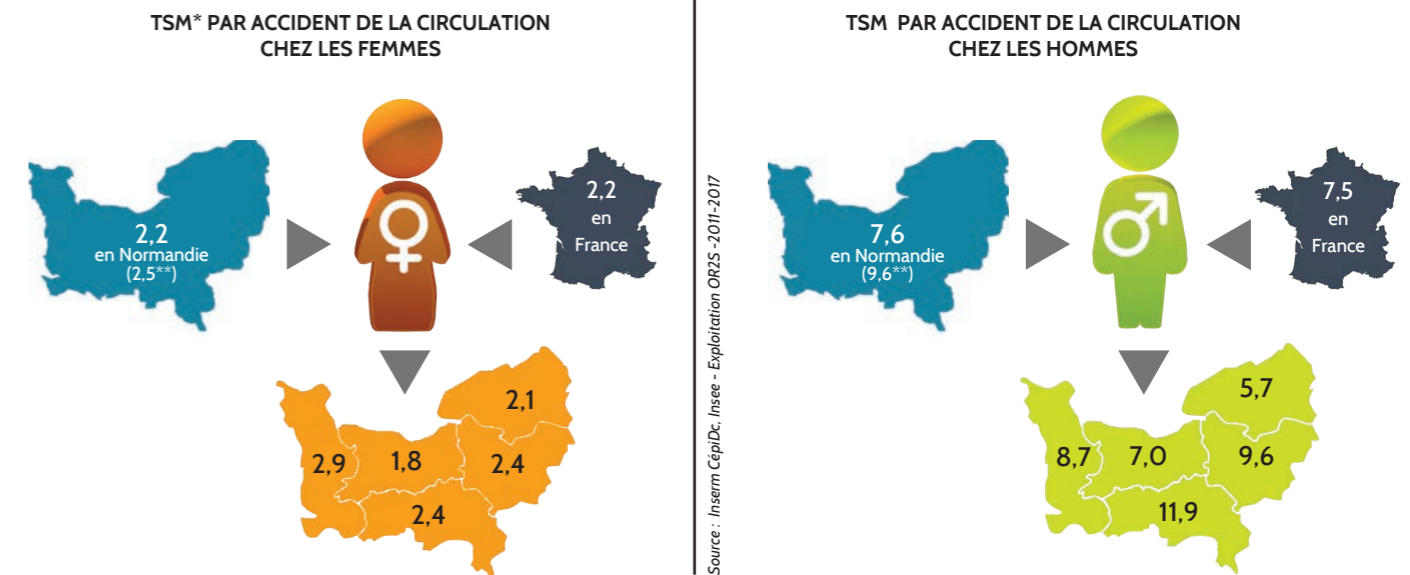 TSM* PAR ACCIDENT DE LA CIRCULATION
CHEZ LES FEMMES
2,2
en Normandie
(2,5**)
2,2
en
France
2,1
2,9
1,8
2,4
2,4
Source : Inserm CépiDc, Insee - Exploitation OR2S -2011-2017
TSM PAR ACCIDENT DE LA CIRCULATION
CHEZ LES HOMMES
7,6
en Normandie
(9,6**)
7,5
en
France
5,7
8,7
7,0
9,6
11,9